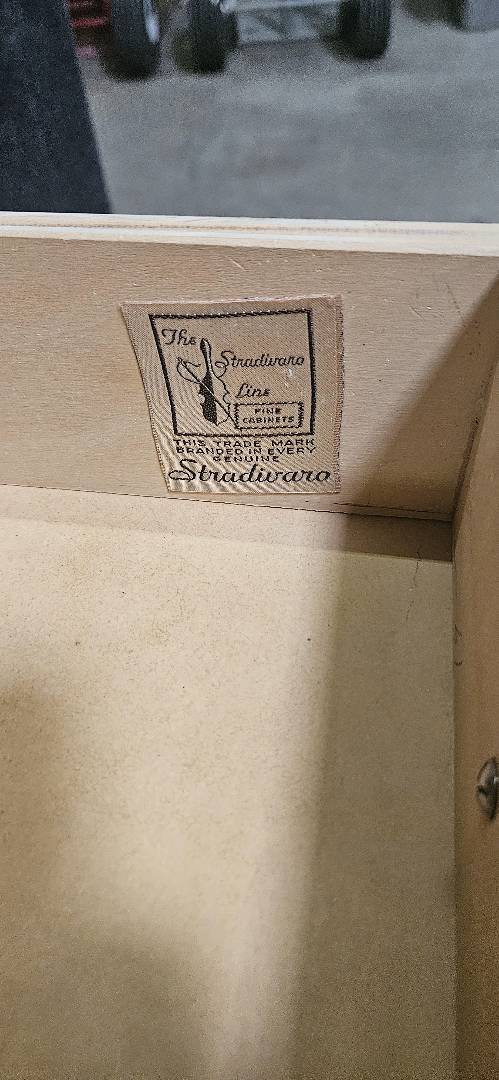 The
Stradivaro
Line
FINE
CABINETS
THIS TRADE MARK
BRANDED IN EVERY
GENUINE
Stradivaro